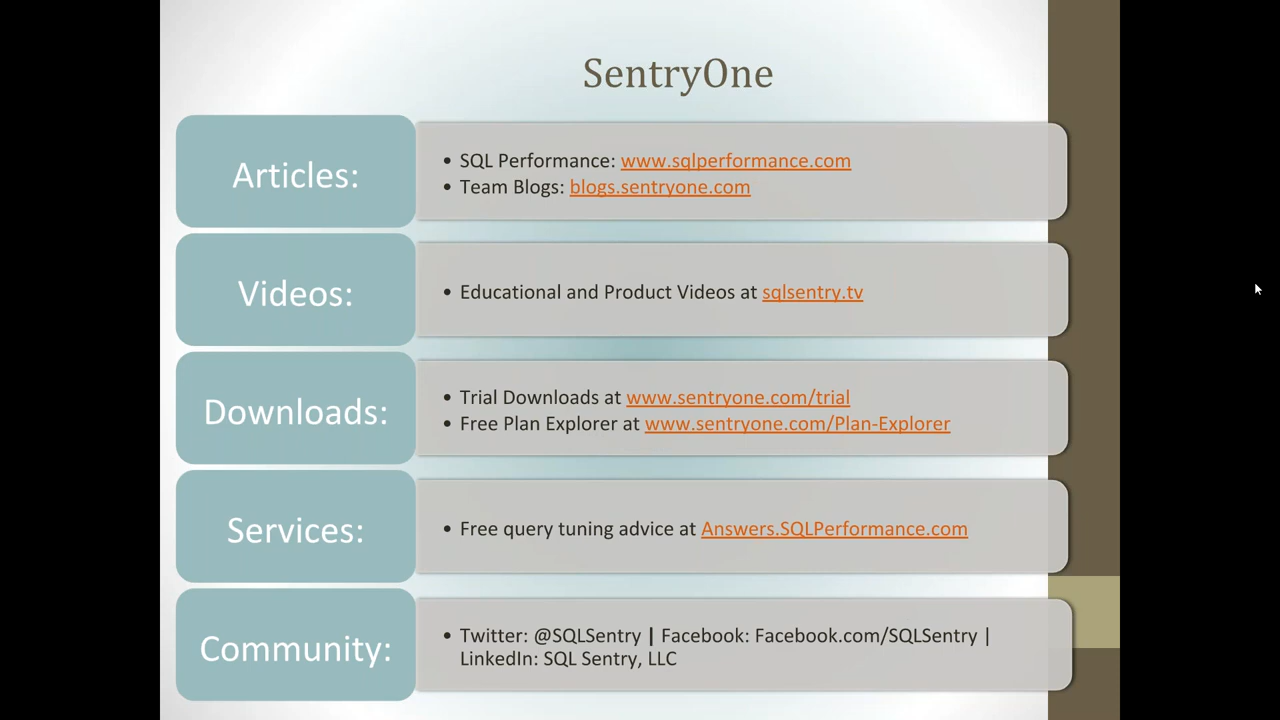 SentryOne
Articles:
• SQL Performance: www.sqlperformance.com
• Team Blogs: blogs.sentryone.com
Videos:
• Educational and Product Videos at sqlsentry.tv
Downloads:
• Trial Downloads at www.sentryone.com/trial
• Free Plan Explorer at www.sentryone.com/Plan-Explorer
Services:
• Free query tuning advice at Answers.SQLPerformance.com
Community:
• Twitter: @SQLSentry | Facebook: Facebook.com/SQLSentry |
LinkedIn: SQL Sentry, LLC